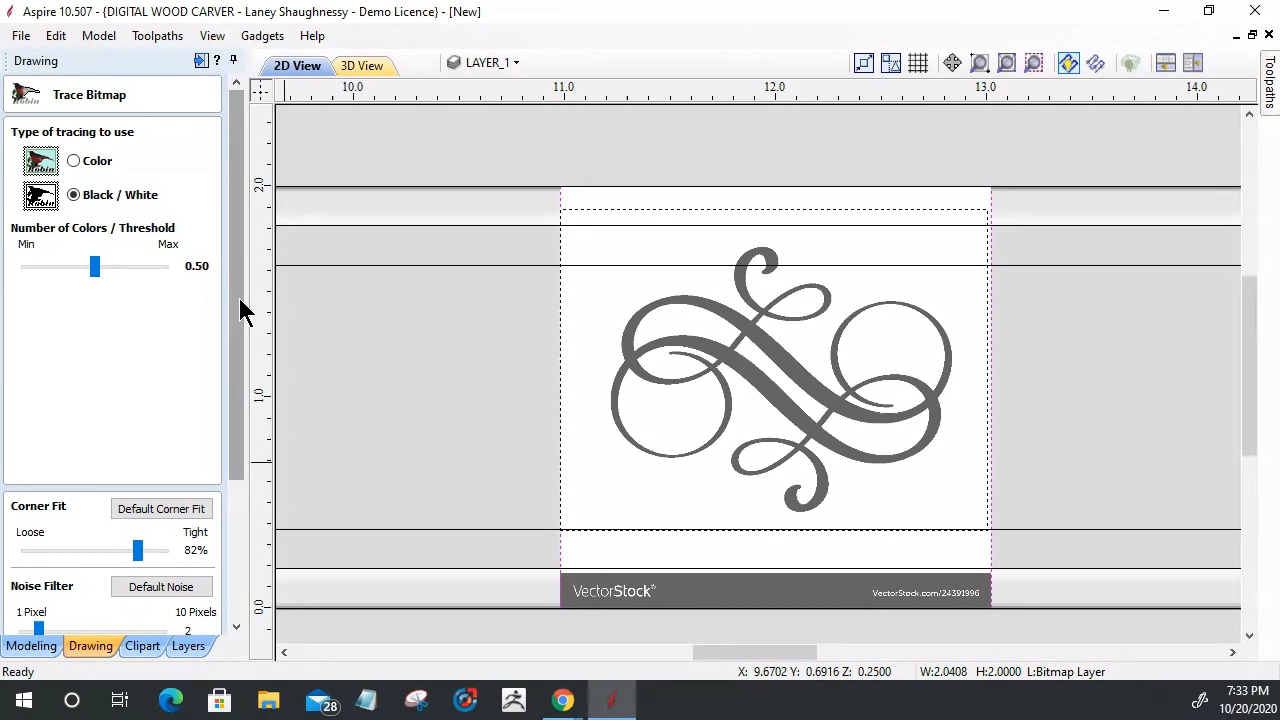 Aspire 10.507 - {DIGITAL WOOD CARVER - Laney Shaughnessy - Demo Licence} - [New]
File Edit Model Toolpaths View Gadgets Help
Drawing
2D View 3D View LAYER_1
Toolpaths
Trace Bitmap
10.0 11.0 12.0 13.0 14.0
Type of tracing to use
Color
Black / White
2.0
Number of Colors / Threshold
Min Max
0.50
1.0
Corner Fit Default Corner Fit
Loose Tight
82%
Noise Filter Default Noise
1 Pixel 10 Pixels
2
0.0
VectorStock® VectorStock.com/24391996
Modeling Drawing Clipart Layers
Ready X: 9.6702 Y: 0.6916 Z: 0.2500 W:2.0408 H:2.0000 L:Bitmap Layer
28
7:33 PM
10/20/2020